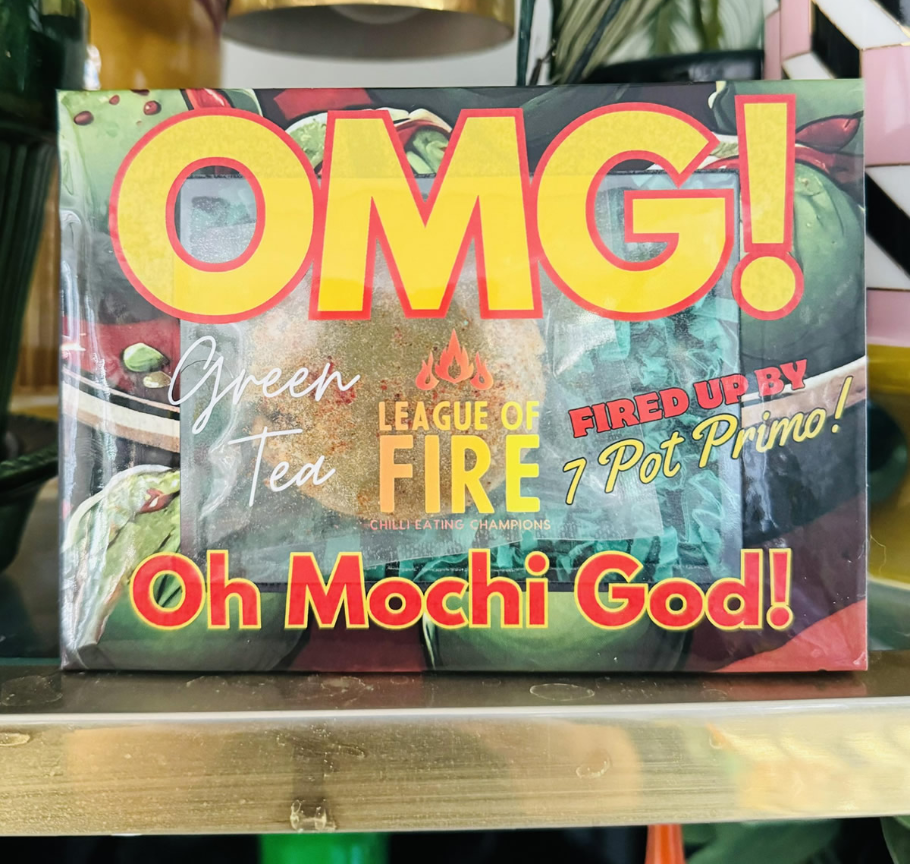 OMG!
Green
Tea
LEAGUE OF
FIRE
CHILLI EATING CHAMPIONS
FIRED UP BY
7 Pot Primo!
Oh Mochi God!